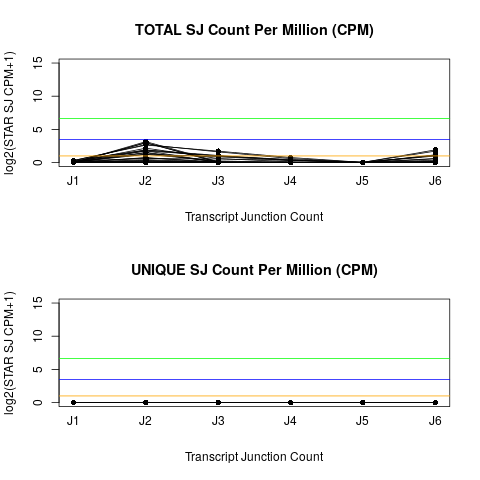 TOTAL SJ Count Per Million (CPM)
log2(STAR SJ CPM+1)
15
10
5
0
J1 J2 J3 J4 J5 J6
Transcript Junction Count
UNIQUE SJ Count Per Million (CPM)
log2(STAR SJ CPM+1)
15
10
5
0
J1 J2 J3 J4 J5 J6
Transcript Junction Count